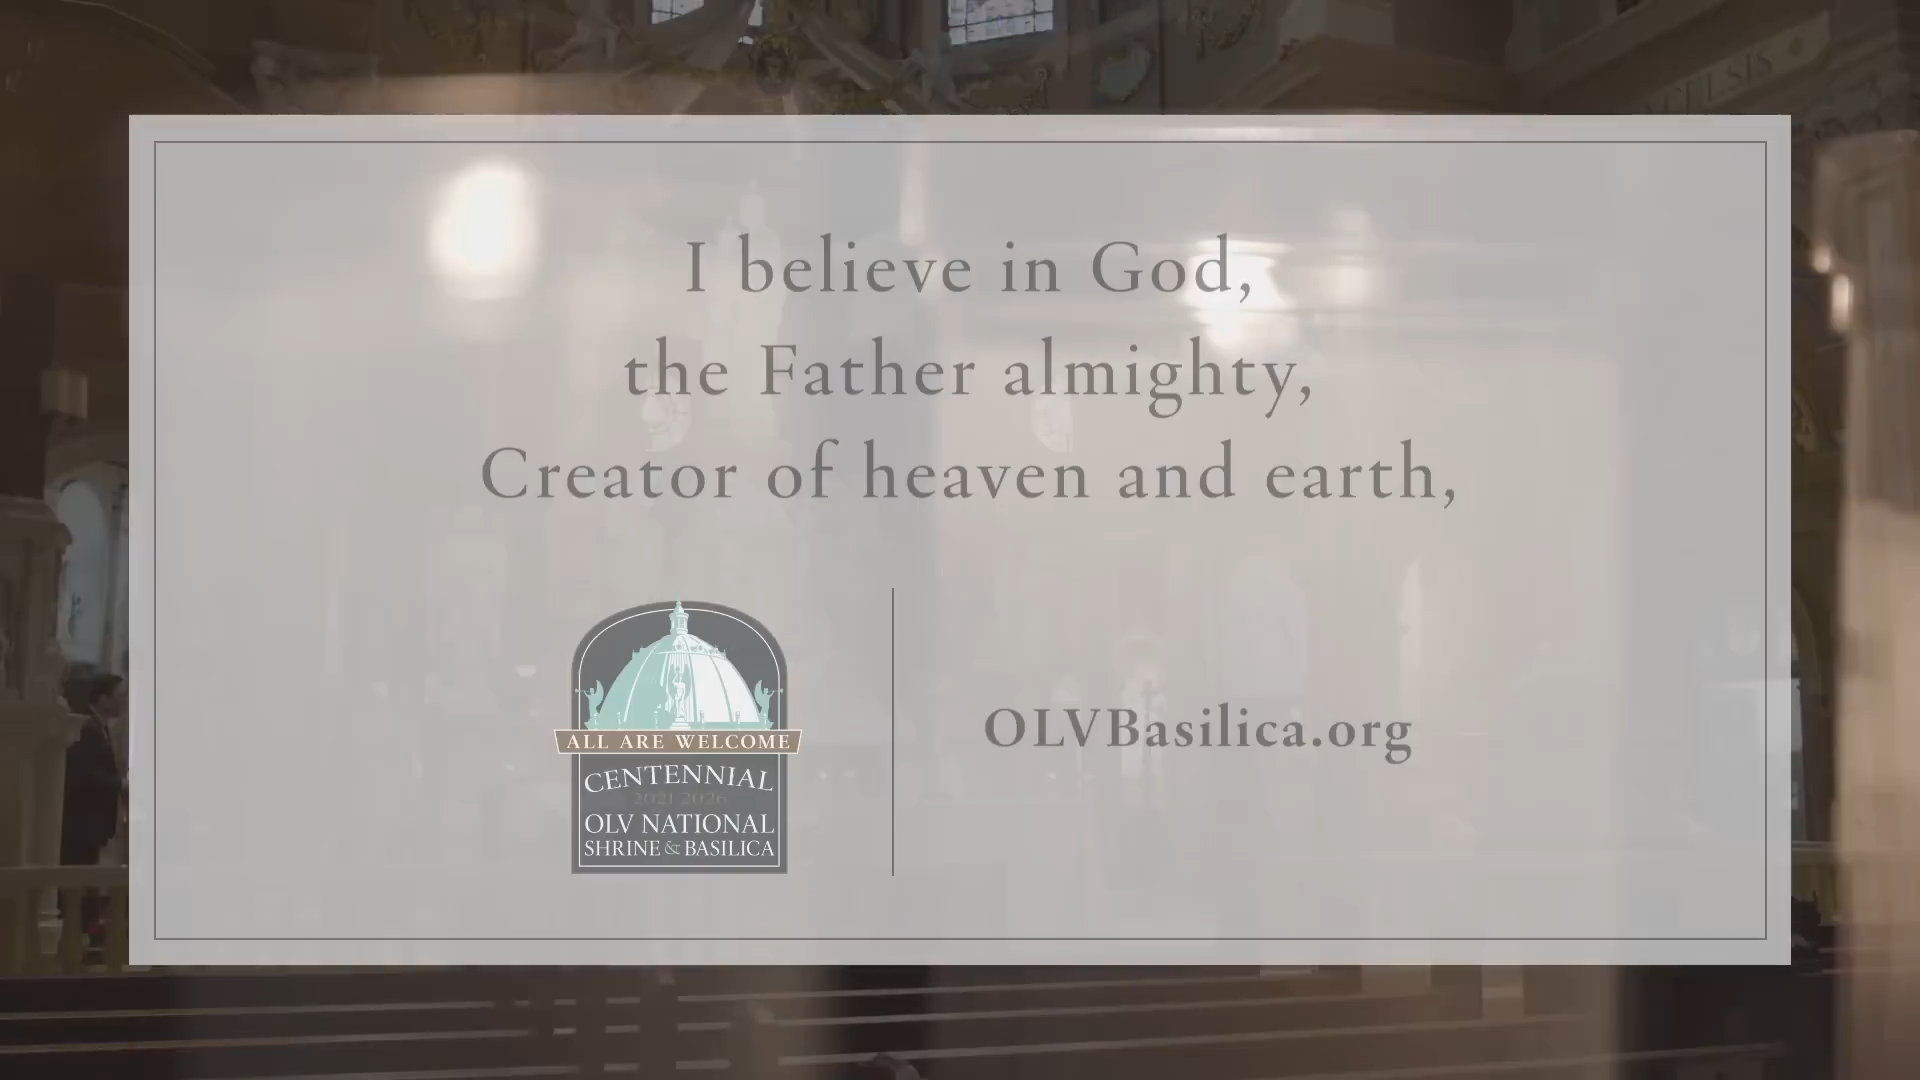 I believe in God,
the Father almighty,
Creator of heaven and earth,
ALL ARE WELCOME
CENTENNIAL
2021-2026
OLV NATIONAL
SHRINE & BASILICA
OLVBasilica.org